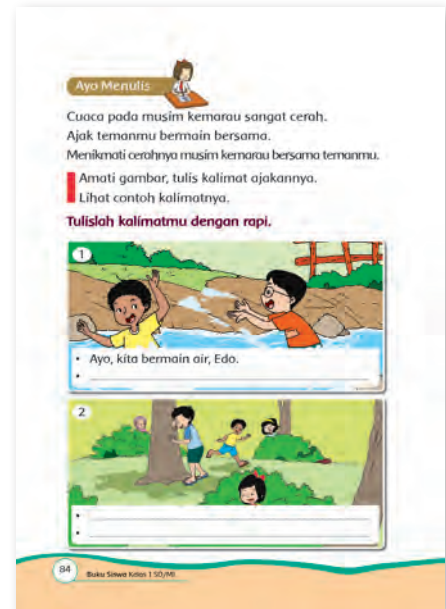 Ayo Menulis
Cuaca pada musim kemarau sangat cerah.
Ajak temanmu bermain bersama.
Menikmati cerahnya musim kemarau bersama temanmu.
Amati gambar, tulis kalimat ajakannya.
Lihat contoh kalimatnya.
Tulislah kalimatmu dengan rapi.
1
• Ayo, kita bermain air, Edo.
•
2
•
•
84 Buku Siswa Kelas 1 SD/MI